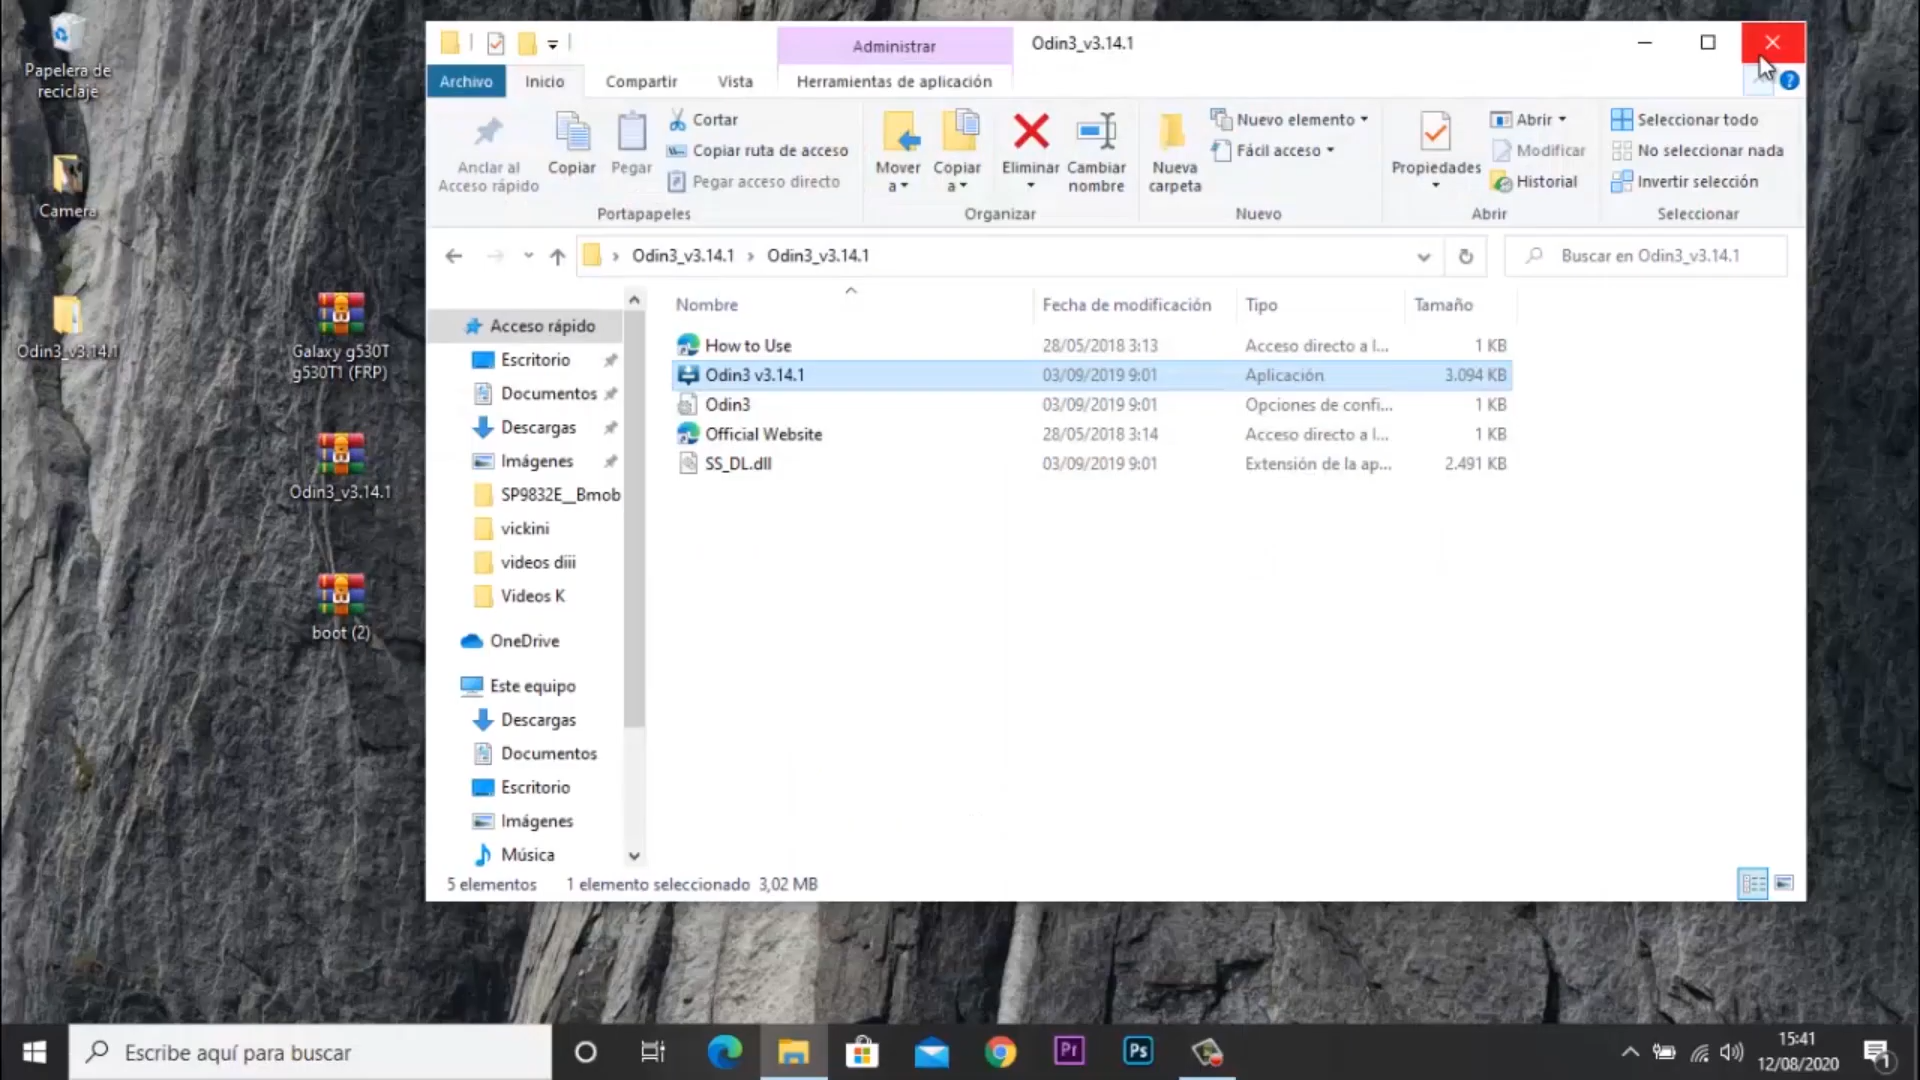 Papelera de
reciclaje
Camera
Odin3_v3.14.1
Galaxy g530T
g530T1 (FRP)
Odin3_v3.14.1
boot (2)
Administrar
Odin3_v3.14.1
Archivo
Inicio
Compartir
Vista
Herramientas de aplicación
?
Anclar al
Acceso rápido
Copiar
Pegar
Cortar
Copiar ruta de acceso
Pegar acceso directo
Portapapeles
Mover
a
Copiar
a
Eliminar
Cambiar
nombre
Organizar
Nueva
carpeta
Nuevo elemento
Fácil acceso
Nuevo
Propiedades
Abrir
Modificar
Historial
Abrir
Seleccionar todo
No seleccionar nada
Invertir selección
Seleccionar
Odin3_v3.14.1 › Odin3_v3.14.1
Buscar en Odin3_v3.14.1
Acceso rápido
Escritorio
Documentos
Descargas
Imágenes
SP9832E__Bmob
vickini
videos diii
Videos K
OneDrive
Este equipo
Descargas
Documentos
Escritorio
Imágenes
Música
Nombre Fecha de modificación Tipo Tamaño
How to Use 28/05/2018 3:13 Acceso directo a l... 1 KB
Odin3 v3.14.1 03/09/2019 9:01 Aplicación 3.094 KB
Odin3 03/09/2019 9:01 Opciones de confi... 1 KB
Official Website 28/05/2018 3:14 Acceso directo a l... 1 KB
SS_DL.dll 03/09/2019 9:01 Extensión de la ap... 2.491 KB
5 elementos 1 elemento seleccionado 3,02 MB
Escribe aquí para buscar
Pr
Ps
15:41
12/08/2020
1